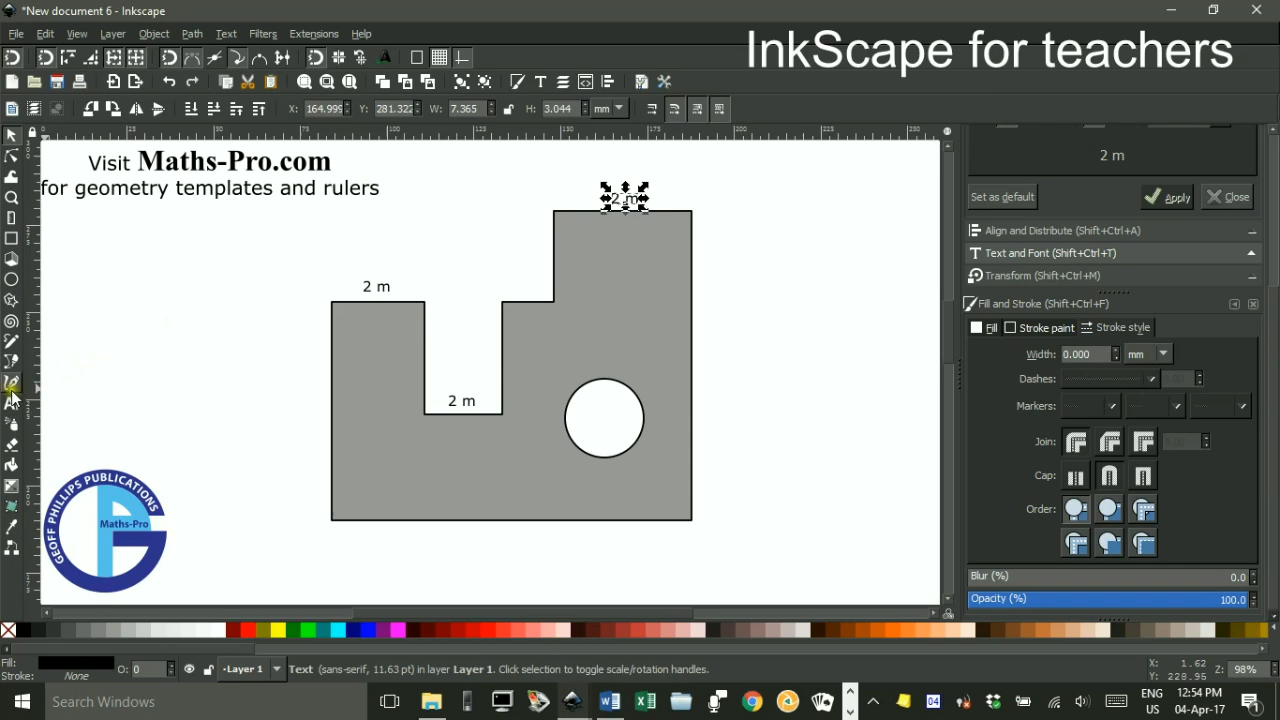 *New document 6 - Inkscape
File Edit View Layer Object Path Text Filters Extensions Help
InkScape for teachers
X: 164.999 Y: 281.322 W: 7.365 H: 3.044 mm
Visit Maths-Pro.com
for geometry templates and rulers
2 m
2 m
2 m
GEOFF PHILLIPS PUBLICATIONS
Maths-Pro
2 m
Set as default Apply Close
Align and Distribute (Shift+Ctrl+A)
Text and Font (Shift+Ctrl+T)
Transform (Shift+Ctrl+M)
Fill and Stroke (Shift+Ctrl+F)
Fill Stroke paint Stroke style
Width: 0.000 mm
Dashes:
Markers:
Join:
Cap:
Order:
Blur (%) 0.0
Opacity (%) 100.0
Fill: O: 0 Layer 1 Text (sans-serif, 11.63 pt) in layer Layer 1. Click selection to toggle scale/rotation handles. X: 1.62 Z: 98%
Stroke: None Y: 228.95
Search Windows
04
ENG 12:54 PM
US 04-Apr-17
1